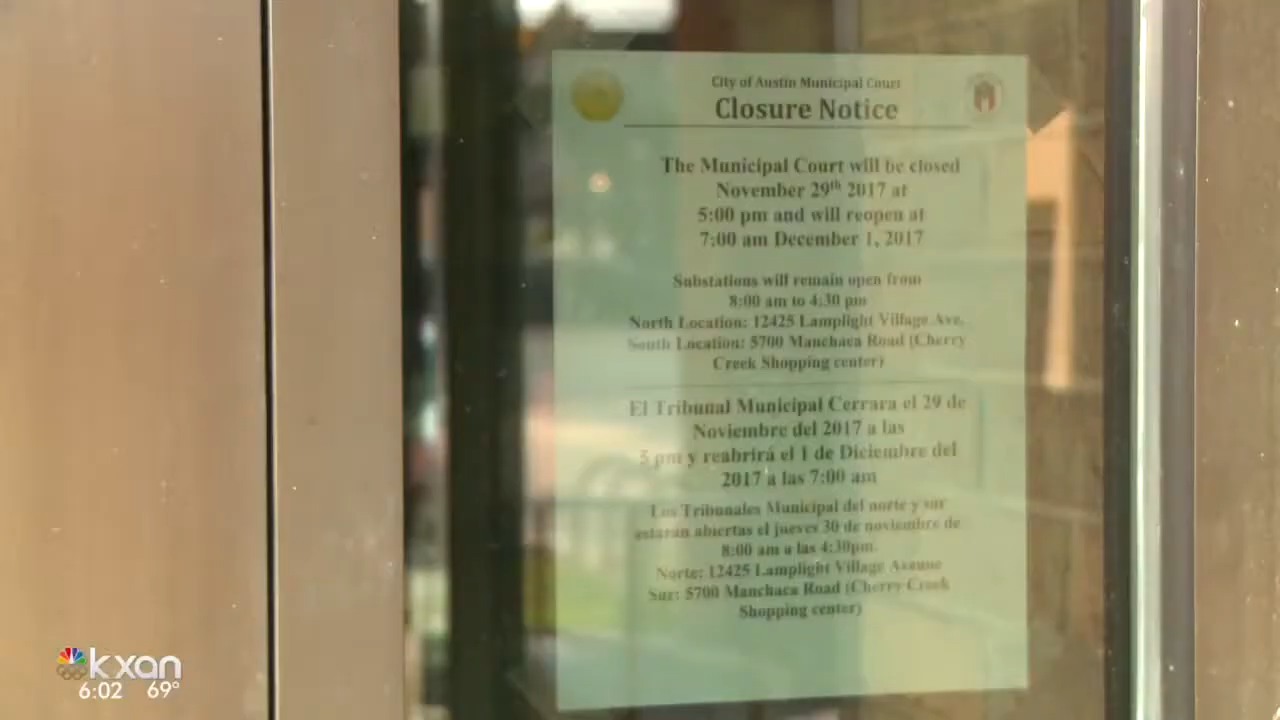 City of Austin Municipal Court
Closure Notice
The Municipal Court will be closed
November 29th 2017 at
5:00 pm and will reopen at
7:00 am December 1, 2017
Substations will remain open from
8:00 am to 4:30 pm
North Location: 12425 Lamplight Village Ave.
South Location: 5700 Manchaca Road (Cherry
Creek Shopping center)
El Tribunal Municipal Cerrara el 29 de
Noviembre del 2017 a las
5 pm y reabrirá el 1 de Diciembre del
2017 a las 7:00 am
Los Tribunales Municipal del norte y sur
estarán abiertas el jueves 30 de noviembre de
8:00 am a las 4:30pm.
Norte: 12425 Lamplight Village Avenue
Sur: 5700 Manchaca Road (Cherry Creek
Shopping center)
kxan
6:02 69°